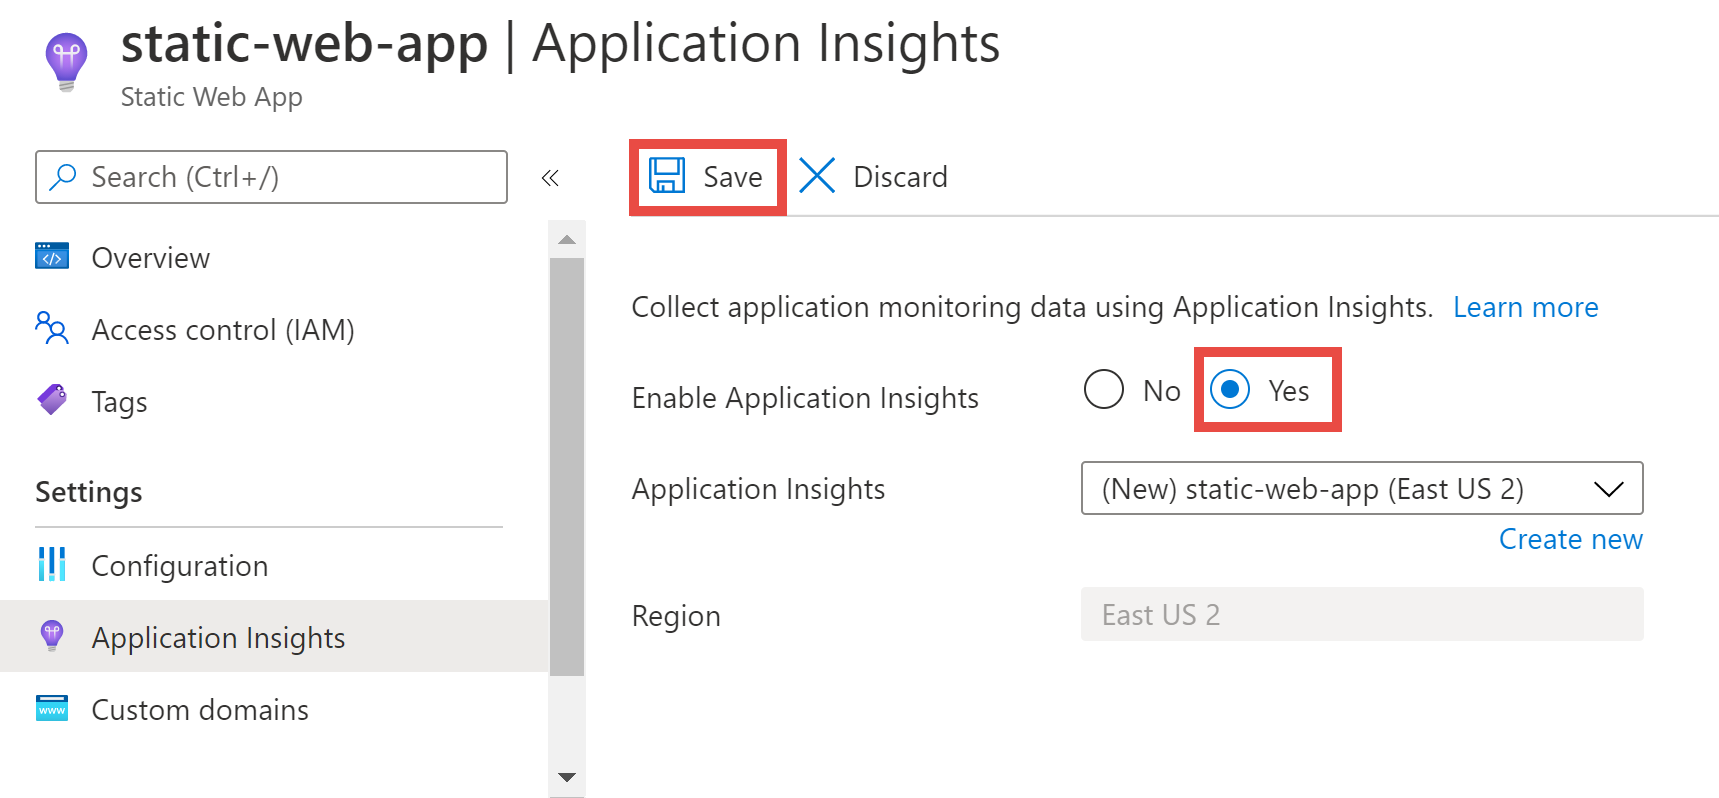 static-web-app | Application Insights
Static Web App
Search (Ctrl+/)
«
Overview
Access control (IAM)
Tags
Settings
Configuration
Application Insights
www
Custom domains
Save
Discard
Collect application monitoring data using Application Insights. Learn more
Enable Application Insights
No
Yes
Application Insights
(New) static-web-app (East US 2)
Create new
Region
East US 2